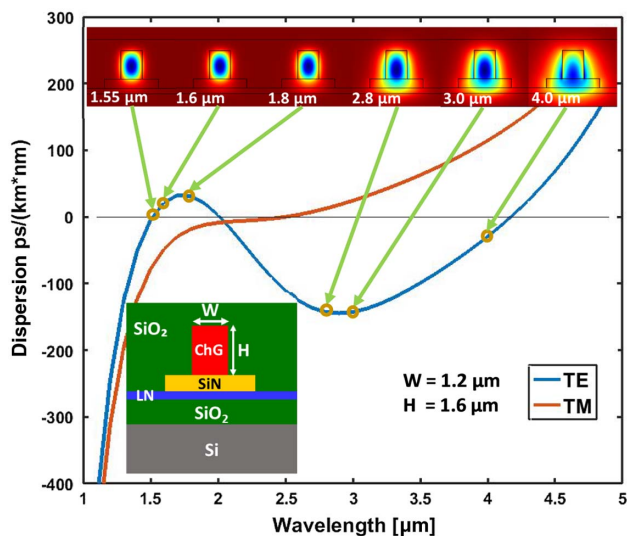 300
200
100
0
-100
-200
-300
-400
Dispersion ps/(km*nm)
1.55 µm
1.6 µm
1.8 µm
2.8 µm
3.0 µm
4.0 µm
W
SiO₂
ChG
H
SiN
LN
SiO₂
Si
W = 1.2 µm
H = 1.6 µm
TE
TM
1
1.5
2
2.5
3
3.5
4
4.5
5
Wavelength [µm]